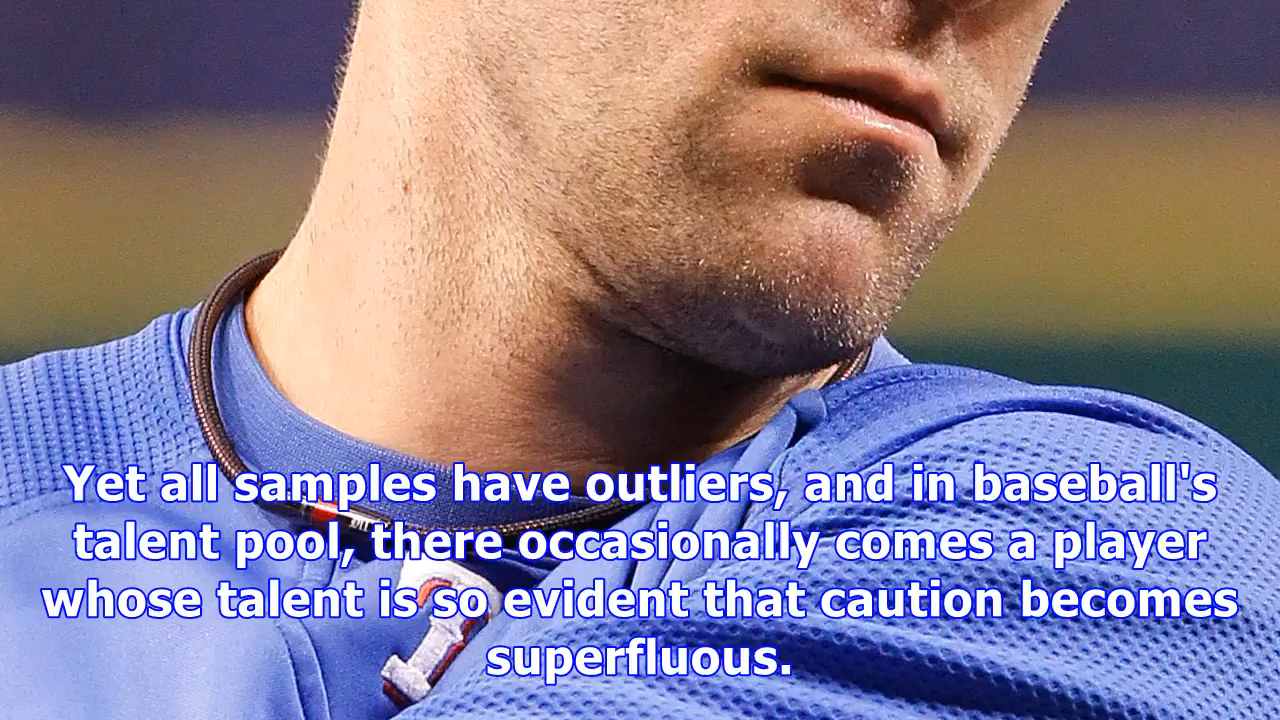 Yet all samples have outliers, and in baseball's
talent pool, there occasionally comes a player
whose talent is so evident that caution becomes
superfluous.